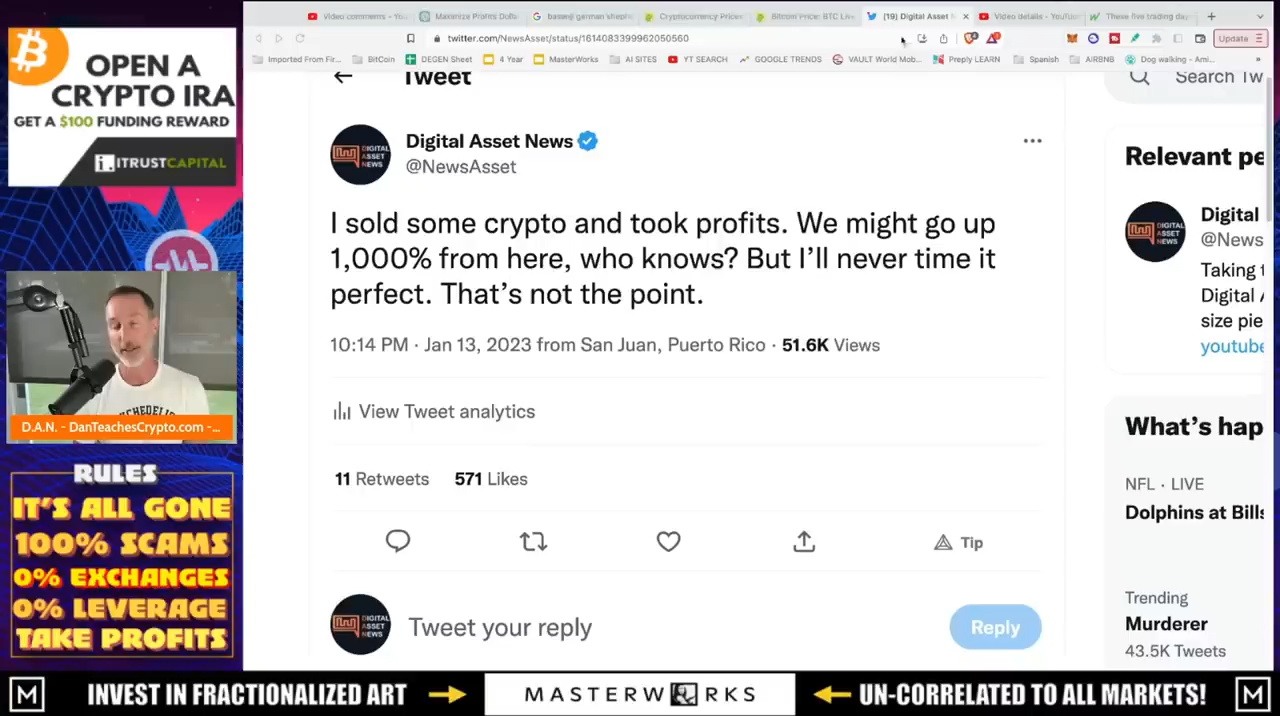 Video comments - Yo
Maximize Profits Dolla
basenji german sheph
Cryptocurrency Prices
Bitcoin Price: BTC Live
(19) Digital Asset N
Video details - YouTu
These five trading day
twitter.com/NewsAsset/status/1614083399962050560
Update
Imported From Fir...
BitCoin
DEGEN Sheet
4 Year
MasterWorks
AI SITES
YT SEARCH
GOOGLE TRENDS
VAULT World Mob...
Preply LEARN
Spanish
AIRBNB
Dog walking - Ami...
OPEN A
CRYPTO IRA
GET A $100 FUNDING REWARD
ITRUSTCAPITAL
D.A.N. - DanTeachesCrypto.com -...
RULES
IT'S ALL GONE
100% SCAMS
0% EXCHANGES
0% LEVERAGE
TAKE PROFITS
Tweet
Digital Asset News
@NewsAsset
I sold some crypto and took profits. We might go up
1,000% from here, who knows? But I'll never time it
perfect. That's not the point.
10:14 PM · Jan 13, 2023 from San Juan, Puerto Rico · 51.6K Views
View Tweet analytics
11 Retweets 571 Likes
Tip
DIGITAL
ASSET
NEWS
Tweet your reply
Reply
Search Tw
Relevant pe
Digital
@News
Taking t
Digital A
size pie
youtube
What's hap
NFL · LIVE
Dolphins at Bills
Trending
Murderer
43.5K Tweets
M
INVEST IN FRACTIONALIZED ART
MASTERWORKS
UN-CORRELATED TO ALL MARKETS!
M